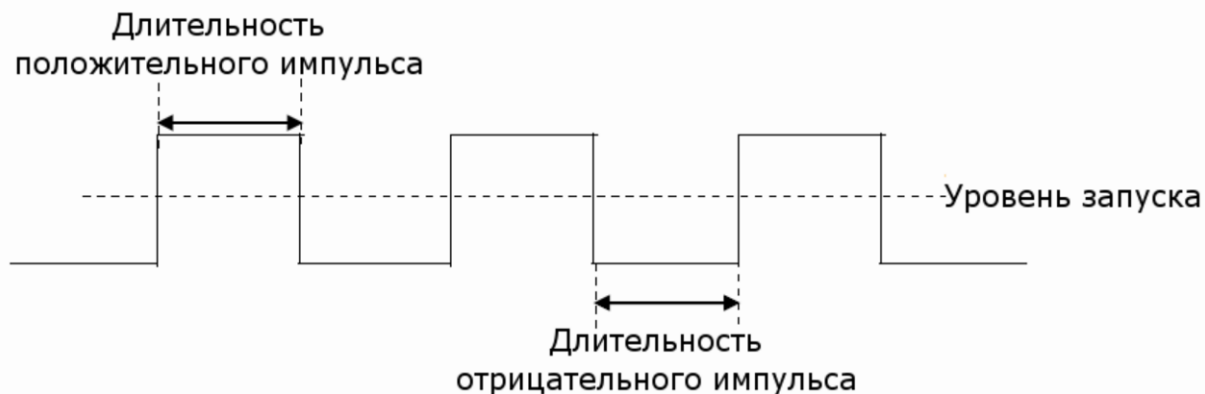 Длительность
положительного импульса
Уровень запуска
Длительность
отрицательного импульса